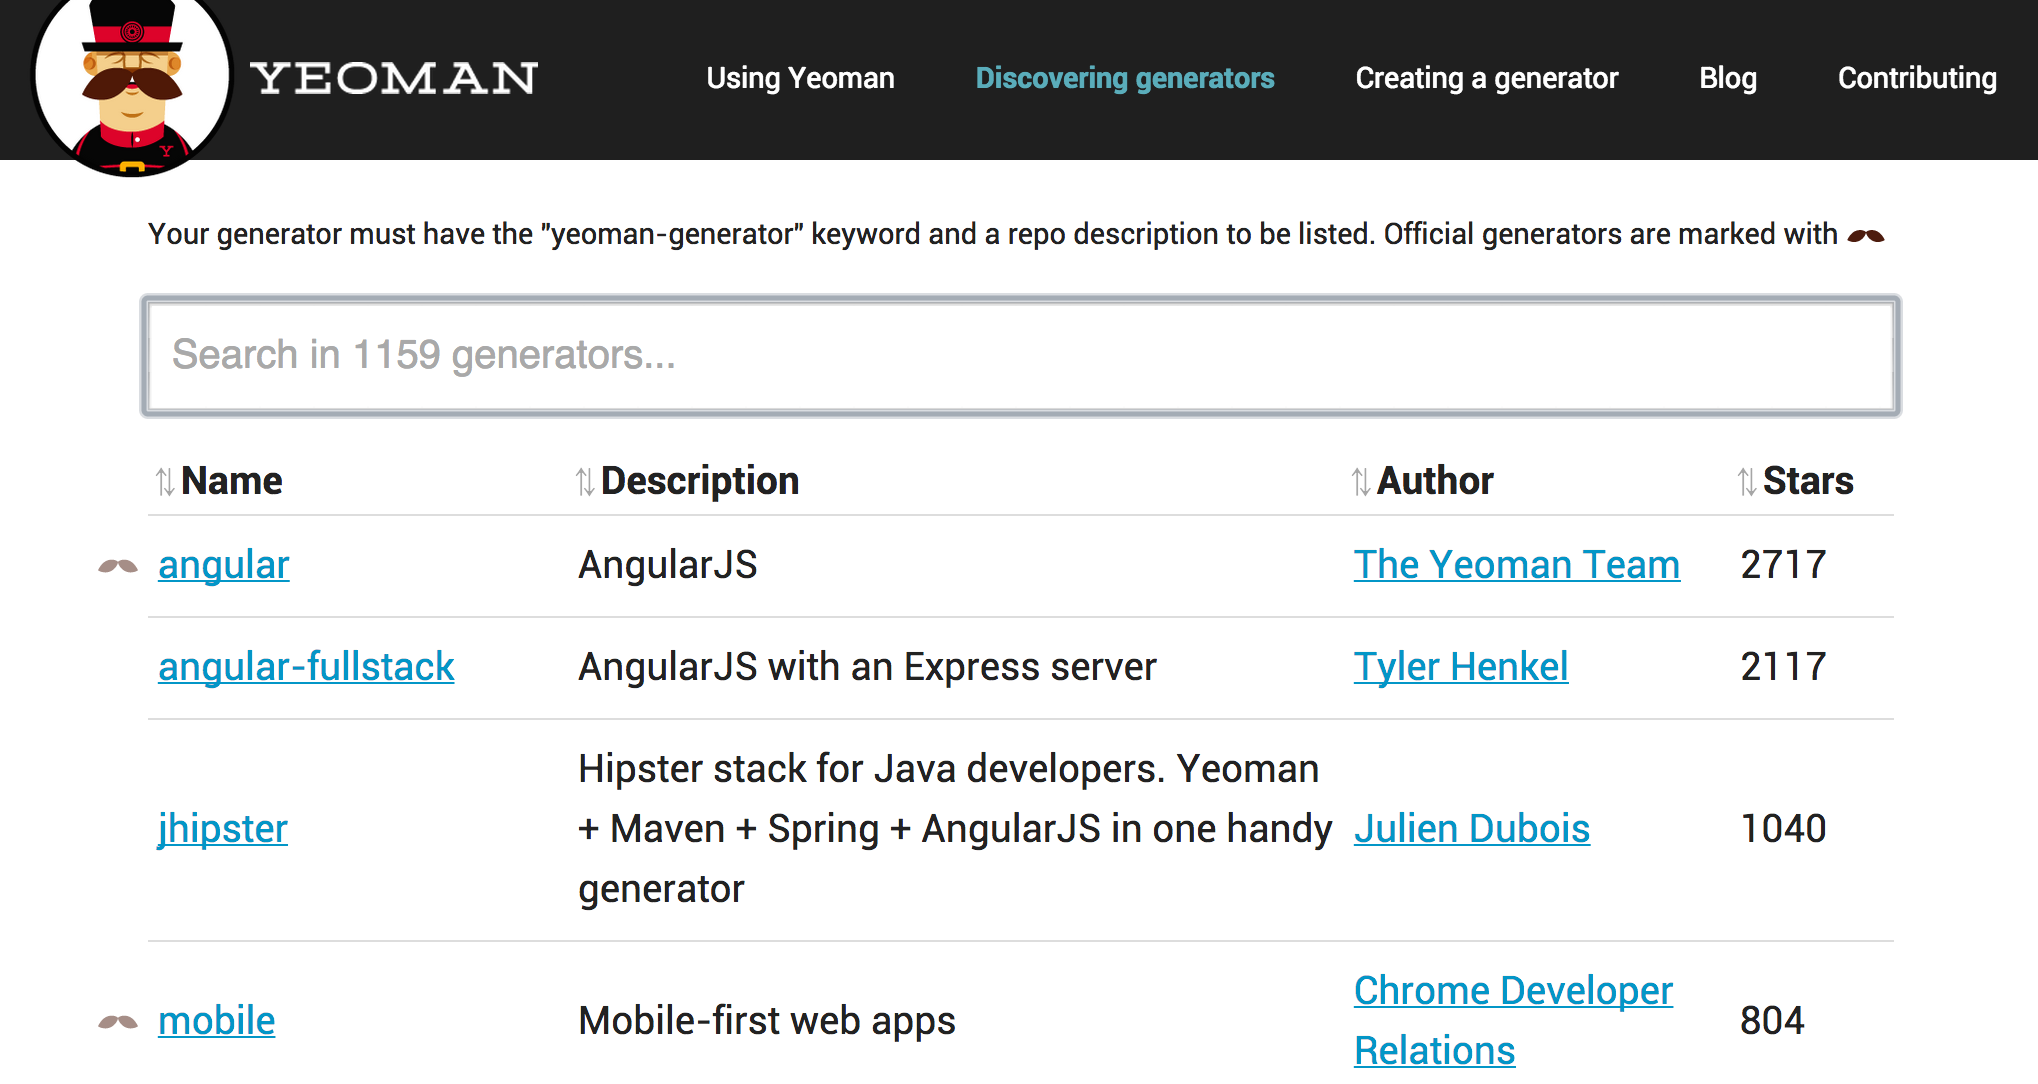 YEOMAN
Using Yeoman
Discovering generators
Creating a generator
Blog
Contributing
Y
Your generator must have the "yeoman-generator" keyword and a repo description to be listed. Official generators are marked with
Search in 1159 generators...
Name
Description
Author
Stars
angular
AngularJS
The Yeoman Team
2717
angular-fullstack
AngularJS with an Express server
Tyler Henkel
2117
jhipster
Hipster stack for Java developers. Yeoman
+ Maven + Spring + AngularJS in one handy
generator
Julien Dubois
1040
mobile
Mobile-first web apps
Chrome Developer
Relations
804